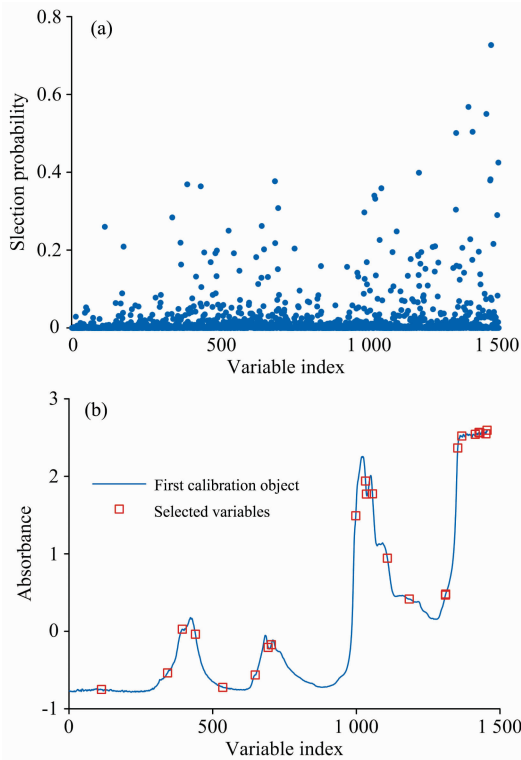 (a)
0.8
0.6
0.4
0.2
0
Slection probability
0 500 1 000 1 500
Variable index
(b)
3
2
1
0
-1
Absorbance
First calibration object
Selected variables
0 500 1 000 1 500
Variable index